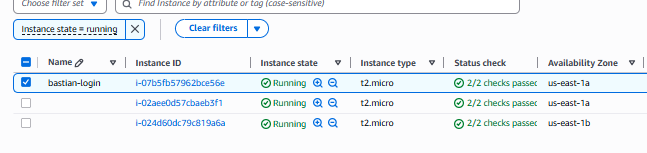 Choose filter set
Find Instance by attribute or tag (case-sensitive)
Instance state = running
Clear filters
Name Instance ID Instance state Instance type Status check Availability Zone
bastian-login i-07b5fb57962bce56e Running t2.micro 2/2 checks passed us-east-1a
i-02aee0d57cbaeb3f1 Running t2.micro 2/2 checks passed us-east-1a
i-024d60dc79c819a6a Running t2.micro 2/2 checks passed us-east-1b